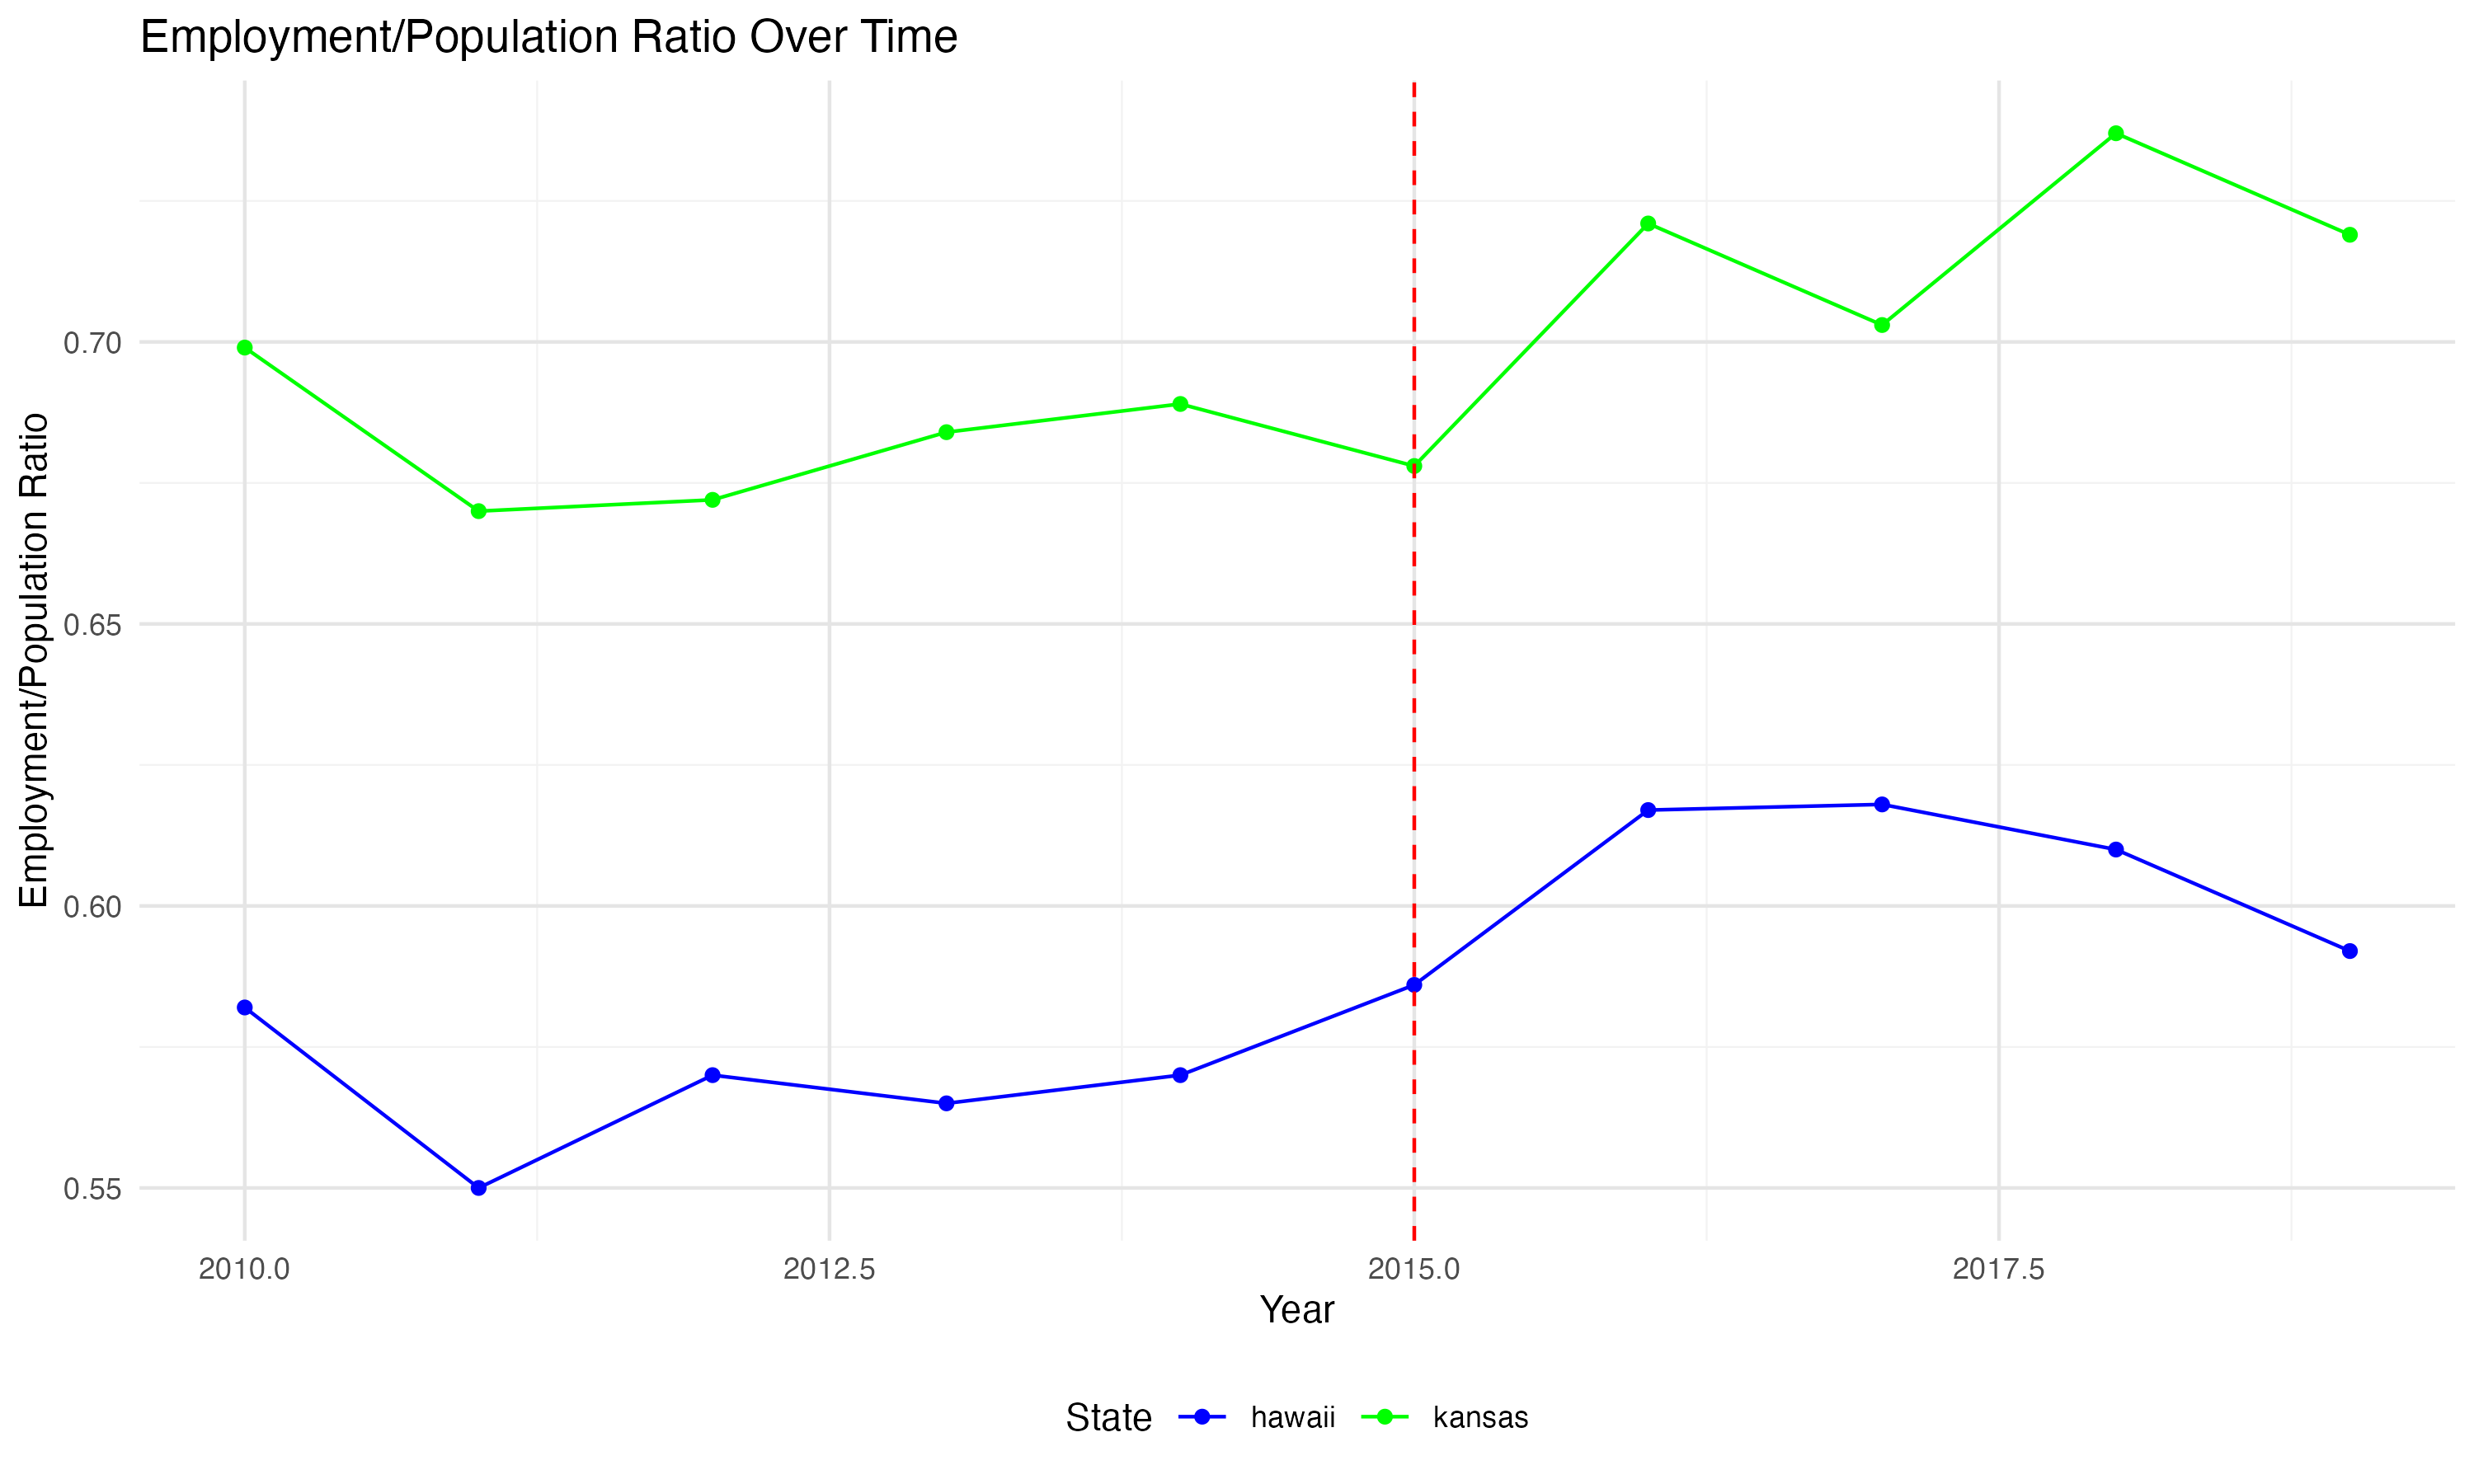 Employment/Population Ratio Over Time
Employment/Population Ratio
0.70
0.65
0.60
0.55
2010.0 2012.5 2015.0 2017.5
Year
State hawaii kansas